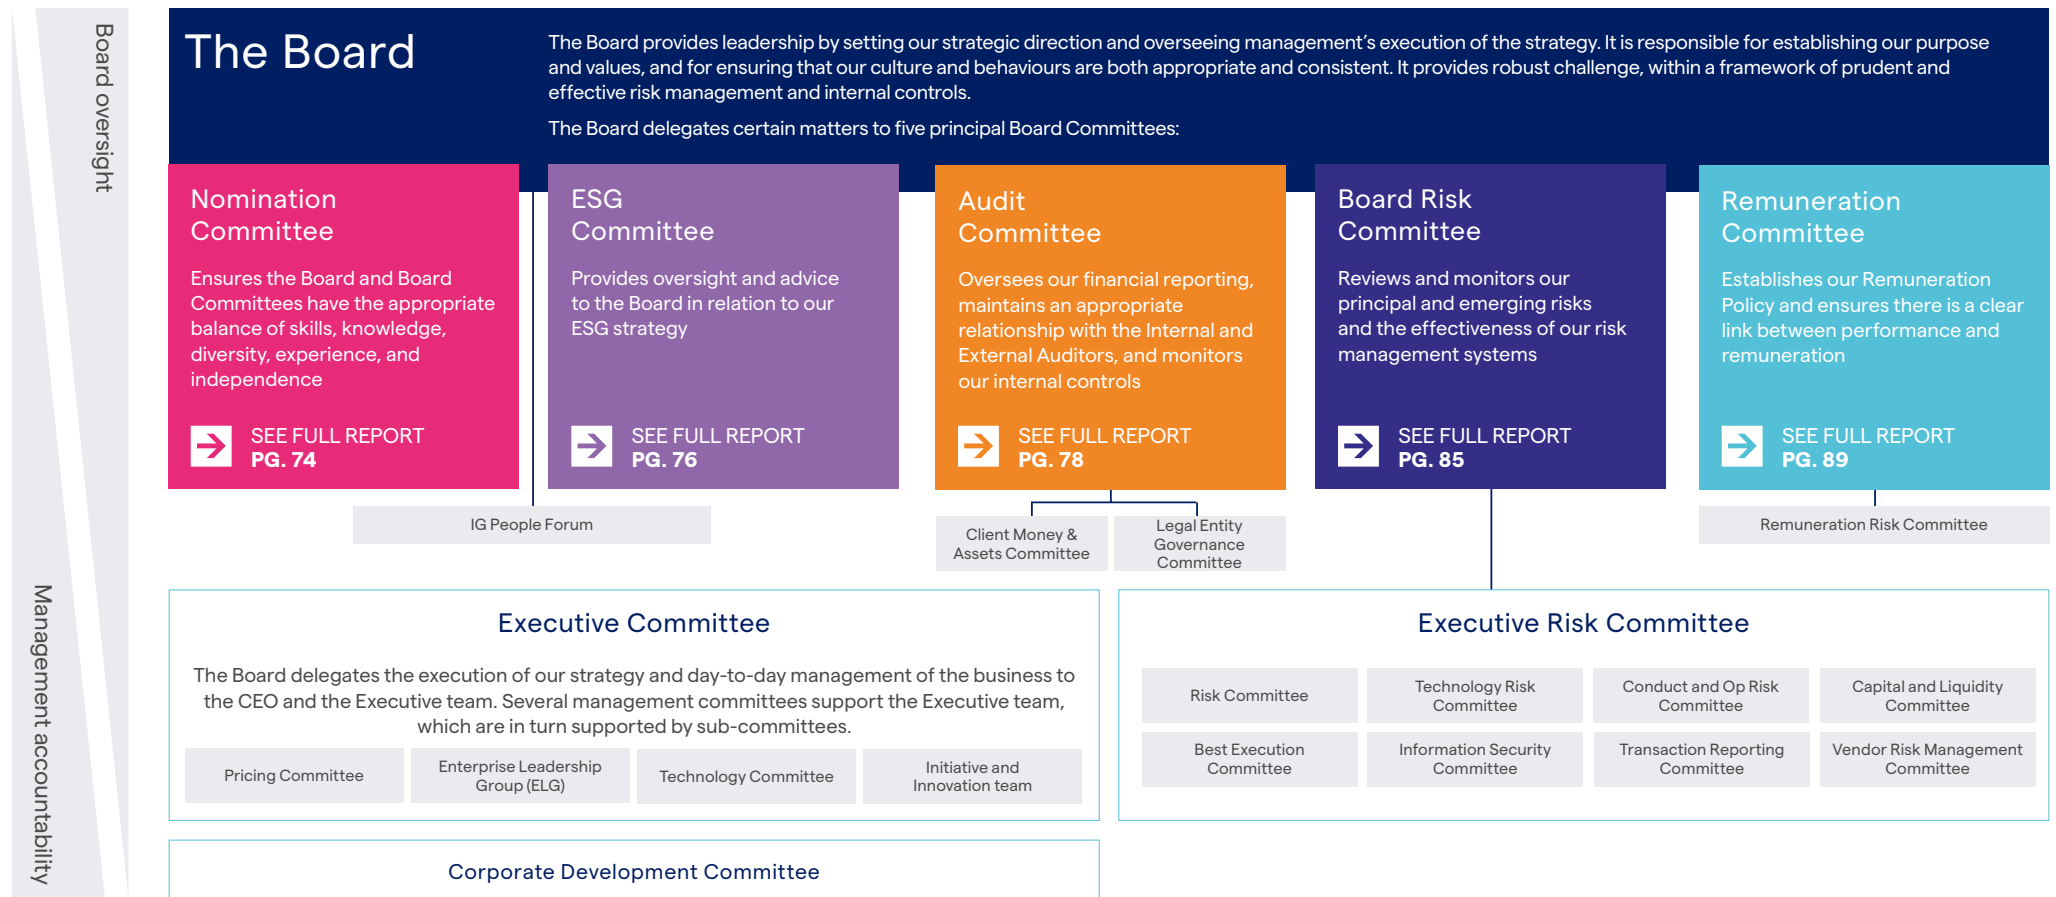 Board oversight
Management accountability
The Board
The Board provides leadership by setting our strategic direction and overseeing management’s execution of the strategy. It is responsible for establishing our purpose
and values, and for ensuring that our culture and behaviours are both appropriate and consistent. It provides robust challenge, within a framework of prudent and
effective risk management and internal controls.
The Board delegates certain matters to five principal Board Committees:
Nomination
Committee
Ensures the Board and Board
Committees have the appropriate
balance of skills, knowledge,
diversity, experience, and
independence
SEE FULL REPORT
PG. 74
ESG
Committee
Provides oversight and advice
to the Board in relation to our
ESG strategy
SEE FULL REPORT
PG. 76
Audit
Committee
Oversees our financial reporting,
maintains an appropriate
relationship with the Internal and
External Auditors, and monitors
our internal controls
SEE FULL REPORT
PG. 78
Board Risk
Committee
Reviews and monitors our
principal and emerging risks
and the effectiveness of our risk
management systems
SEE FULL REPORT
PG. 85
Remuneration
Committee
Establishes our Remuneration
Policy and ensures there is a clear
link between performance and
remuneration
SEE FULL REPORT
PG. 89
IG People Forum
Client Money &
Assets Committee
Legal Entity
Governance
Committee
Remuneration Risk Committee
Executive Committee
The Board delegates the execution of our strategy and day-to-day management of the business to
the CEO and the Executive team. Several management committees support the Executive team,
which are in turn supported by sub-committees.
Pricing Committee
Enterprise Leadership
Group (ELG)
Technology Committee
Initiative and
Innovation team
Executive Risk Committee
Risk Committee
Technology Risk
Committee
Conduct and Op Risk
Committee
Capital and Liquidity
Committee
Best Execution
Committee
Information Security
Committee
Transaction Reporting
Committee
Vendor Risk Management
Committee
Corporate Development Committee